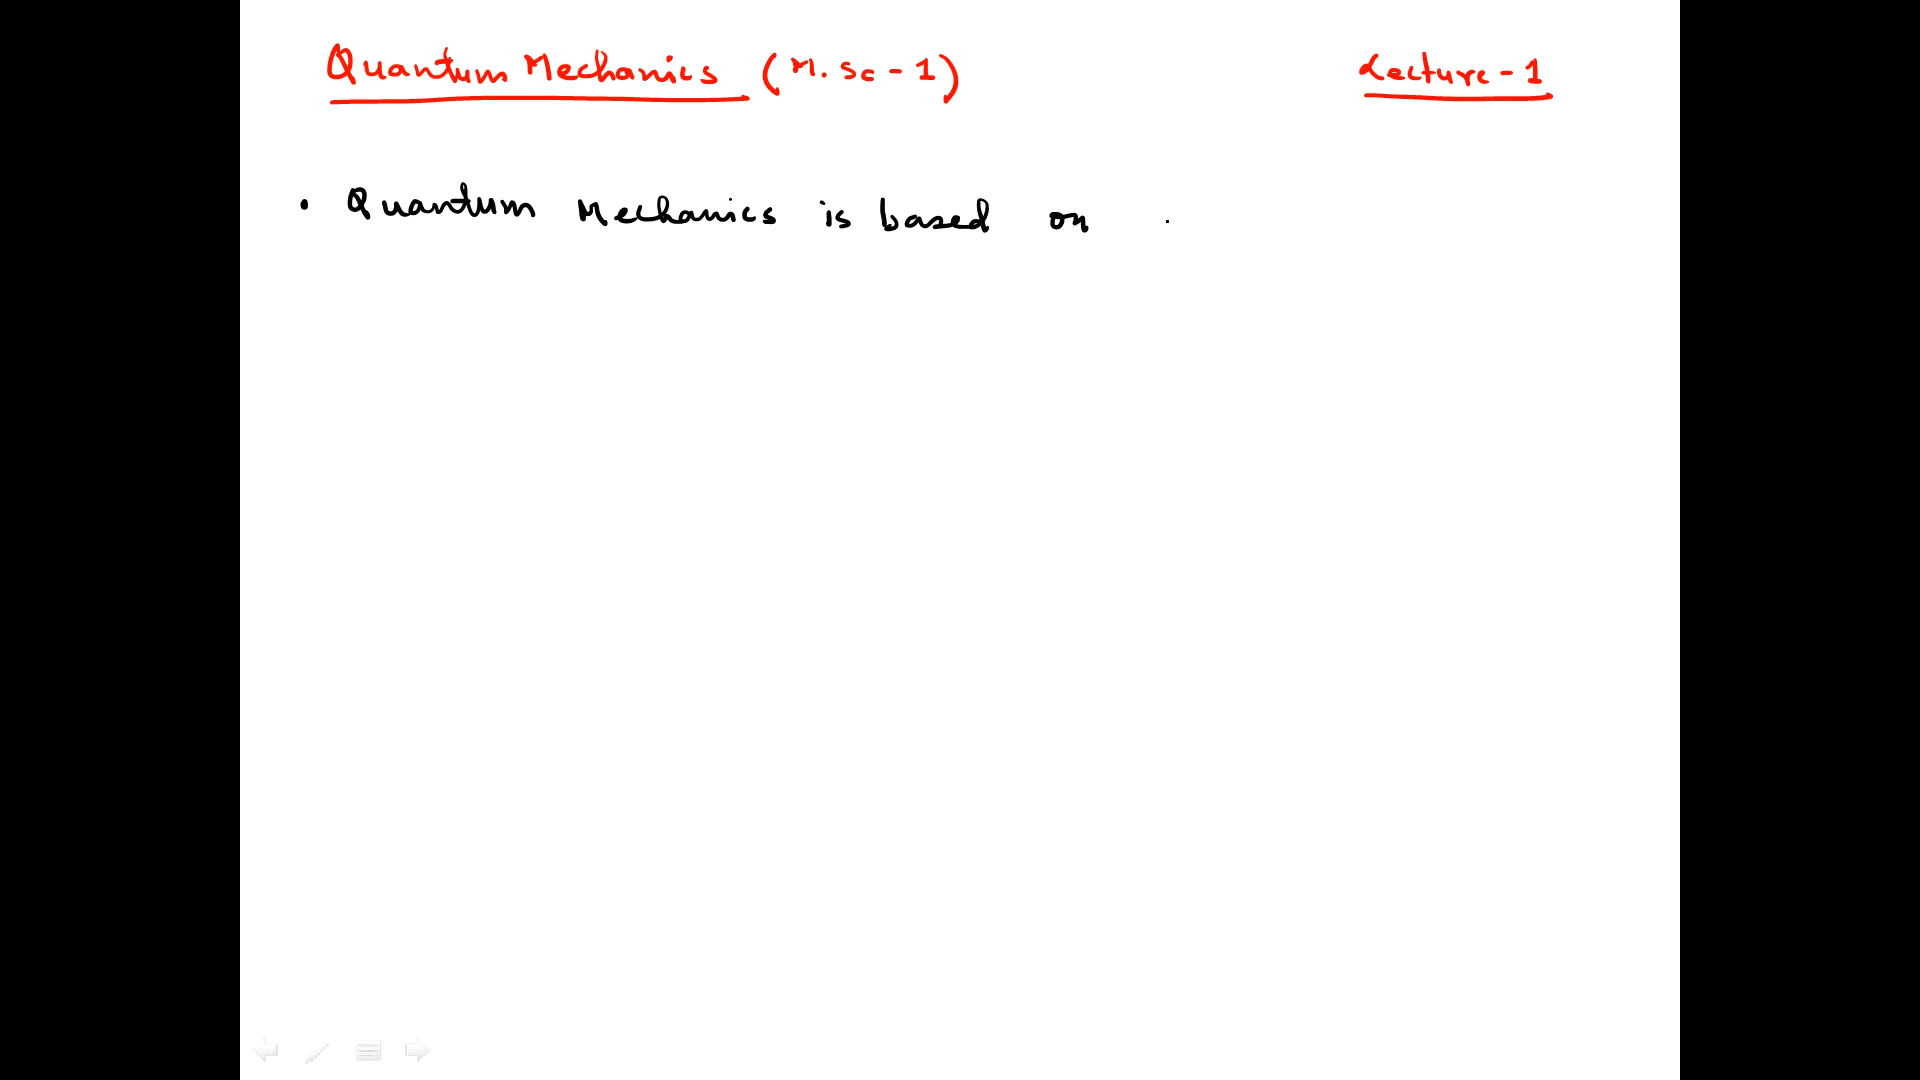 Quantum Mechanics (M.Sc - 1) Lecture - 1
• Quantum Mechanics is based on